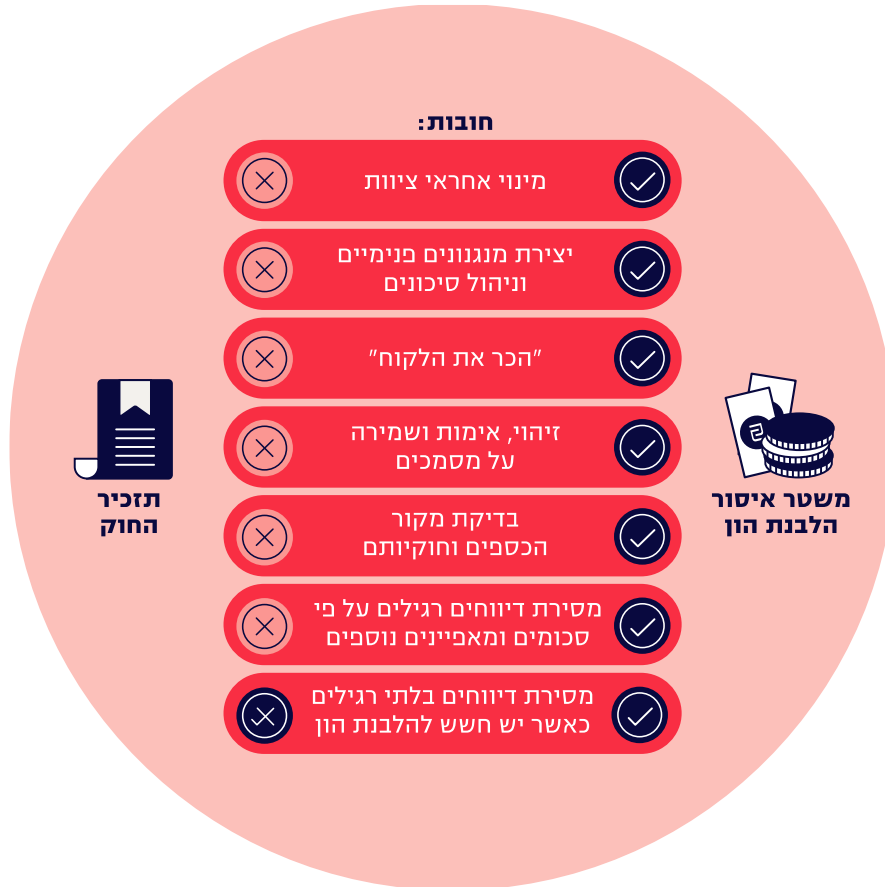 חובות:
מינוי אחראי ציוות
יצירת מנגנונים פנימיים
וניהול סיכונים
"הכר את הלקוח"
זיהוי, אימות ושמירה
על מסמכים
בדיקת מקור
הכספים וחוקיותם
מסירת דיווחים רגילים על פי
סכומים ומאפיינים נוספים
מסירת דיווחים בלתי רגילים
כאשר יש חשש להלבנת הון
משטר איסור
הלבנת הון
תזכיר
החוק